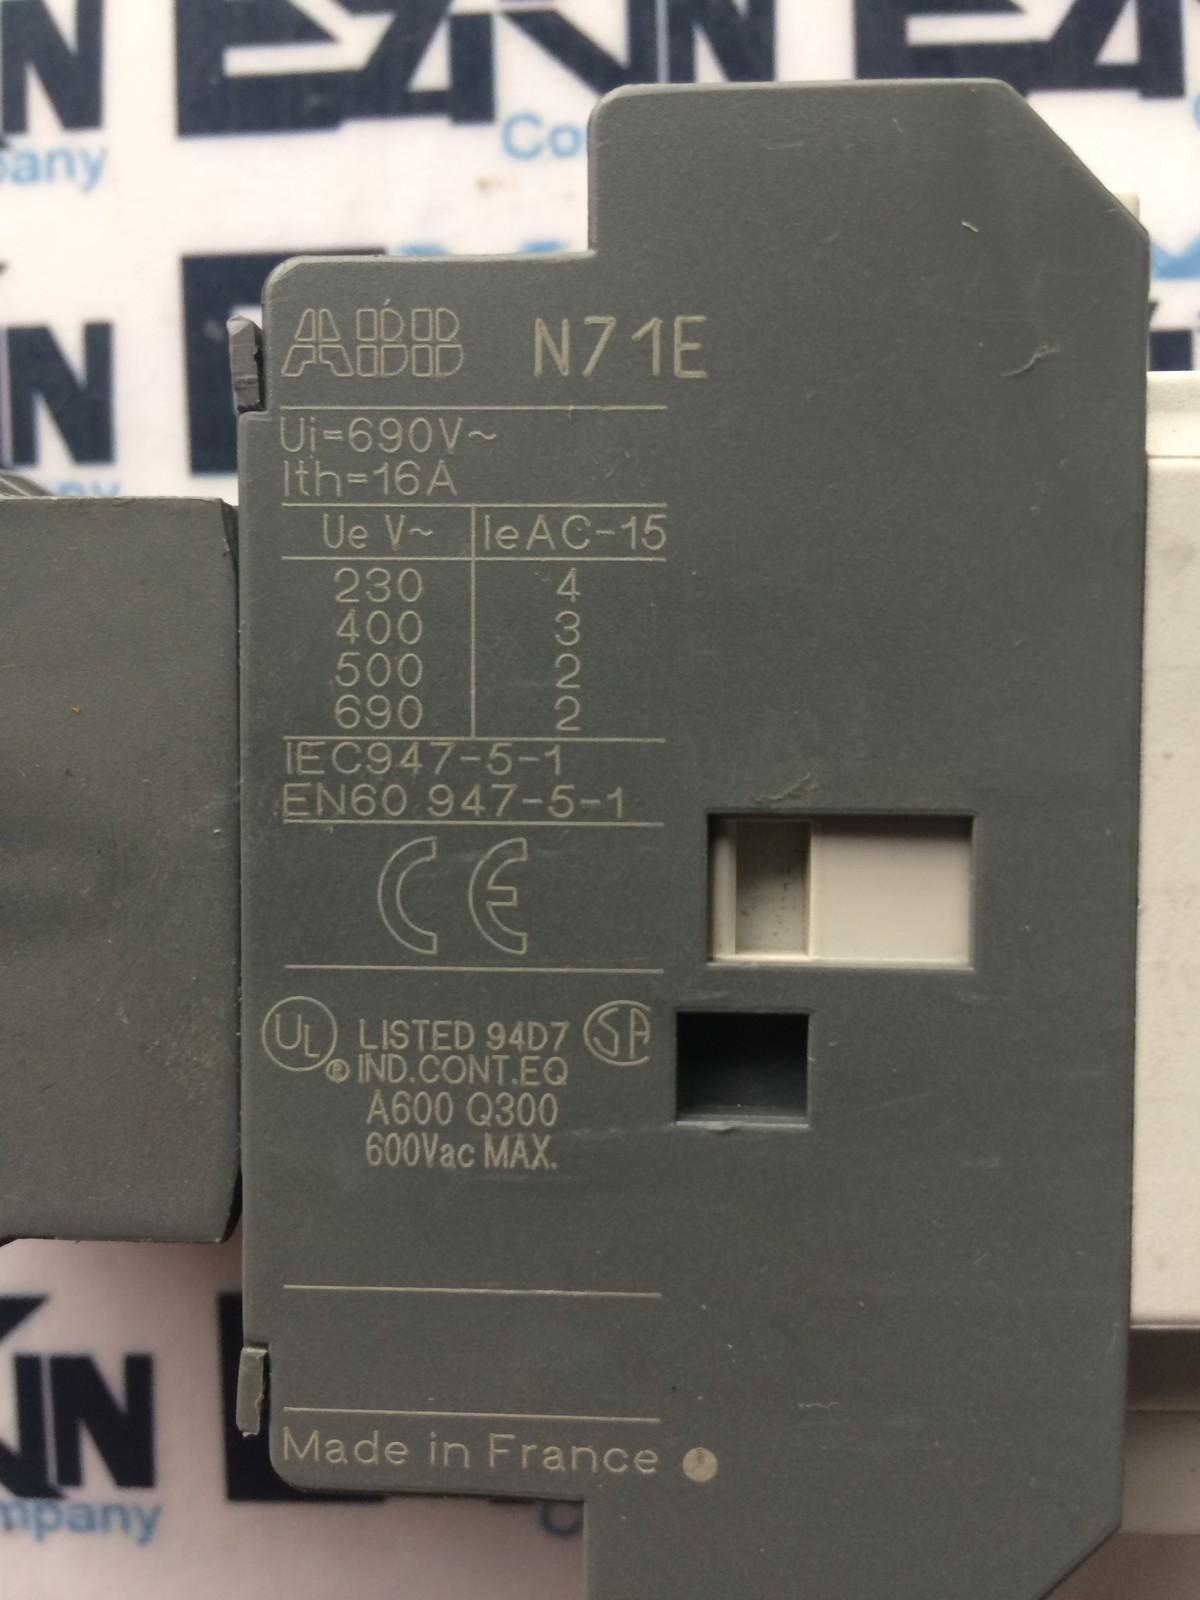 ABB N71E
Ui=690V~
Ith=16A
Ue V~ IeAC-15
230 4
400 3
500 2
690 2
IEC947-5-1
EN60 947-5-1
CE
UL ® LISTED 94D7 SA
IND.CONT.EQ
A600 Q300
600Vac MAX.
Made in France